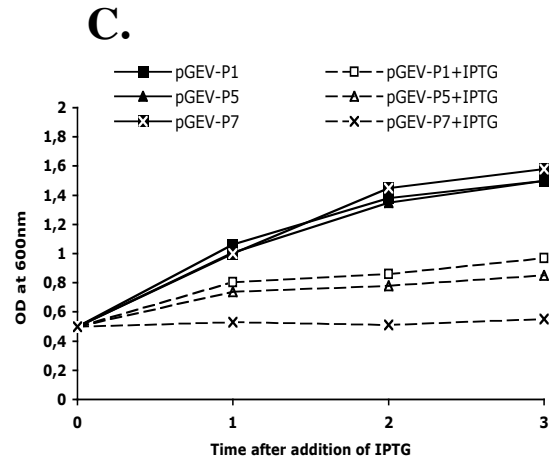 C.
pGEV-P1 pGEV-P1+IPTG
pGEV-P5 pGEV-P5+IPTG
pGEV-P7 pGEV-P7+IPTG
2
1,8
1,6
1,4
1,2
1
0,8
0,6
0,4
0,2
0
OD at 600nm
0 1 2 3
Time after addition of IPTG